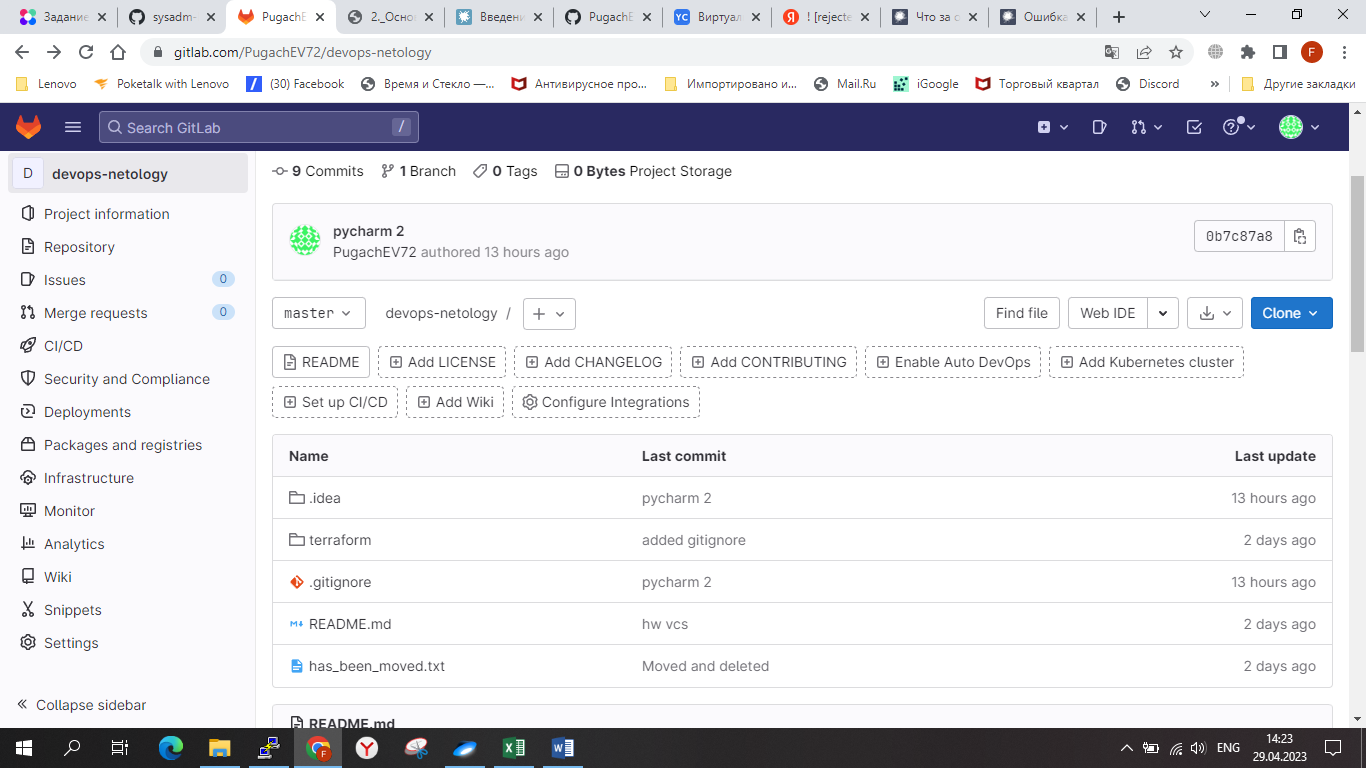 Задание
sysadm-
PugachE
2._Осно
Введени
PugachE
Виртуал
! [rejecte
Что за с
Ошибка
gitlab.com/PugachEV72/devops-netology
F
Lenovo
Poketalk with Lenovo
(30) Facebook
Время и Стекло —...
Антивирусное про...
Импортировано и...
Mail.Ru
iGoogle
Торговый квартал
Discord
»
Другие закладки
Search GitLab /
D devops-netology
Project information
Repository
Issues 0
Merge requests 0
CI/CD
Security and Compliance
Deployments
Packages and registries
Infrastructure
Monitor
Analytics
Wiki
Snippets
Settings
Collapse sidebar
9 Commits 1 Branch 0 Tags 0 Bytes Project Storage
pycharm 2
PugachEV72 authored 13 hours ago
0b7c87a8
master devops-netology / + Find file Web IDE Clone
README Add LICENSE Add CHANGELOG Add CONTRIBUTING Enable Auto DevOps Add Kubernetes cluster
Set up CI/CD Add Wiki Configure Integrations
Name Last commit Last update
.idea pycharm 2 13 hours ago
terraform added gitignore 2 days ago
.gitignore pycharm 2 13 hours ago
README.md hw vcs 2 days ago
has_been_moved.txt Moved and deleted 2 days ago
README.md
ENG
14:23
29.04.2023